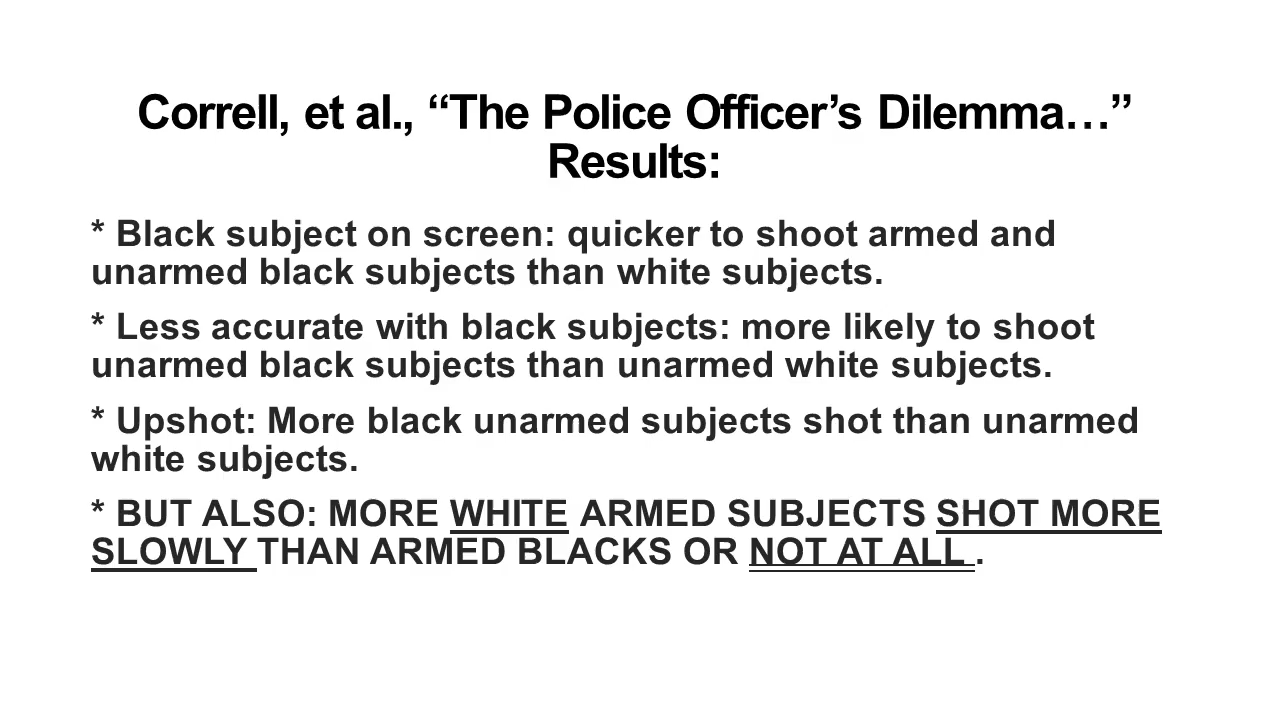 Correll, et al., “The Police Officer’s Dilemma…”
Results:
* Black subject on screen: quicker to shoot armed and
unarmed black subjects than white subjects.
* Less accurate with black subjects: more likely to shoot
unarmed black subjects than unarmed white subjects.
* Upshot: More black unarmed subjects shot than unarmed
white subjects.
* BUT ALSO: MORE WHITE ARMED SUBJECTS SHOT MORE
SLOWLY THAN ARMED BLACKS OR NOT AT ALL .